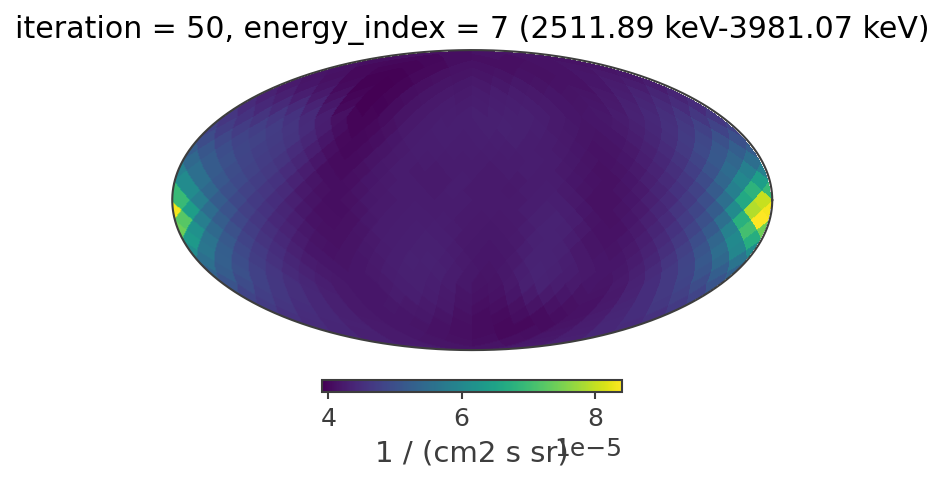 iteration = 50, energy_index = 7 (2511.89 keV-3981.07 keV)
4 6 8
1 / (cm2 s sr) 1e−5